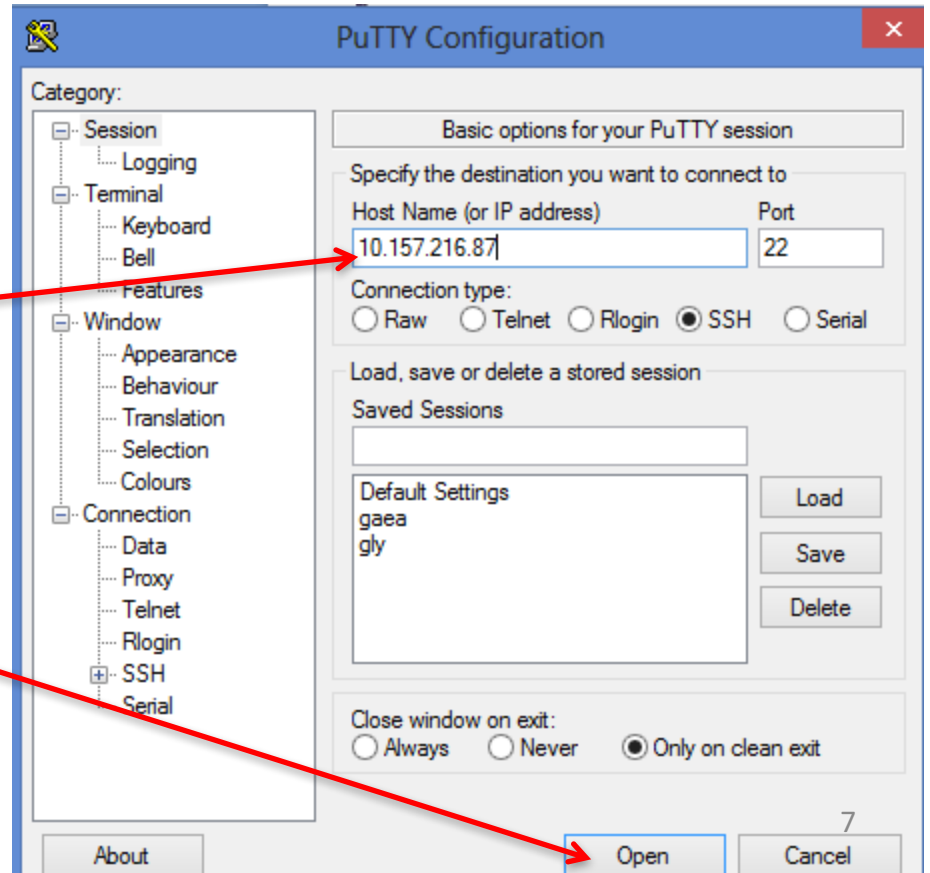 PuTTY Configuration
Category:
Session
Logging
Terminal
Keyboard
Bell
Features
Window
Appearance
Behaviour
Translation
Selection
Colours
Connection
Data
Proxy
Telnet
Rlogin
SSH
Serial
Basic options for your PuTTY session
Specify the destination you want to connect to
Host Name (or IP address) Port
10.157.216.87 22
Connection type:
Raw Telnet Rlogin SSH Serial
Load, save or delete a stored session
Saved Sessions
Default Settings
gaea
gly
Load
Save
Delete
Close window on exit:
Always Never Only on clean exit
7
About Open Cancel